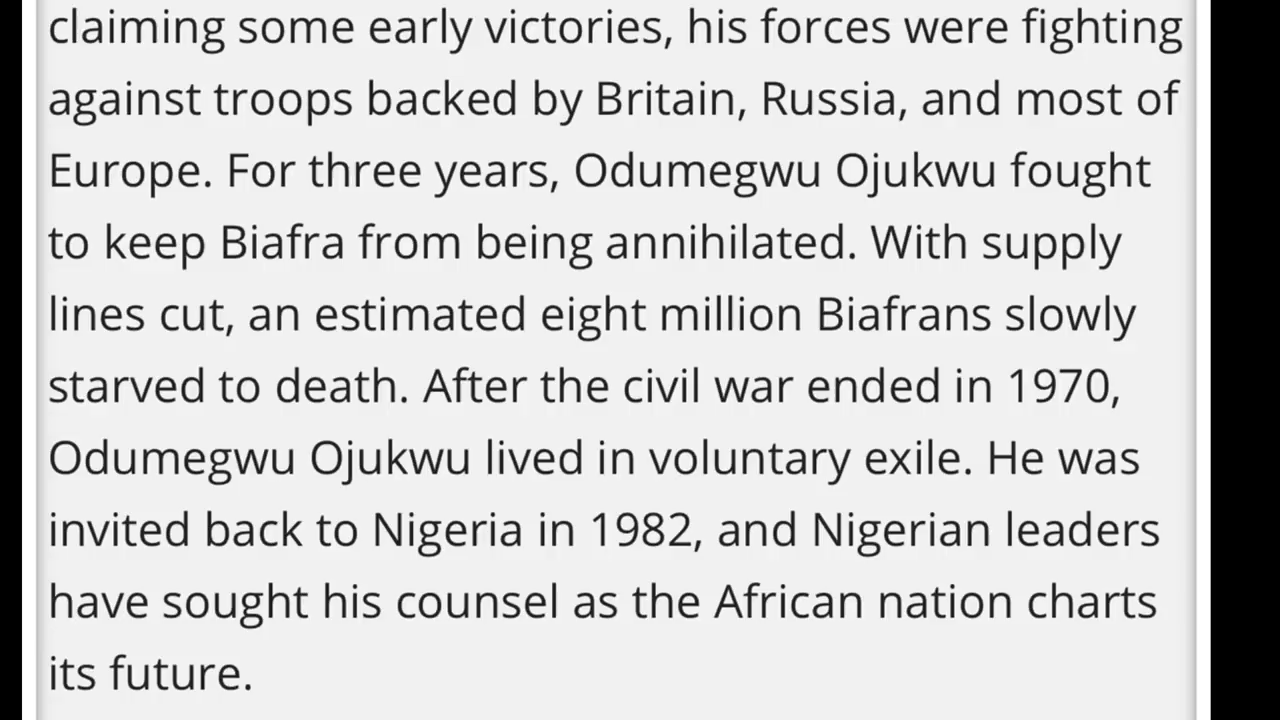 claiming some early victories, his forces were fighting
against troops backed by Britain, Russia, and most of
Europe. For three years, Odumegwu Ojukwu fought
to keep Biafra from being annihilated. With supply
lines cut, an estimated eight million Biafrans slowly
starved to death. After the civil war ended in 1970,
Odumegwu Ojukwu lived in voluntary exile. He was
invited back to Nigeria in 1982, and Nigerian leaders
have sought his counsel as the African nation charts
its future.